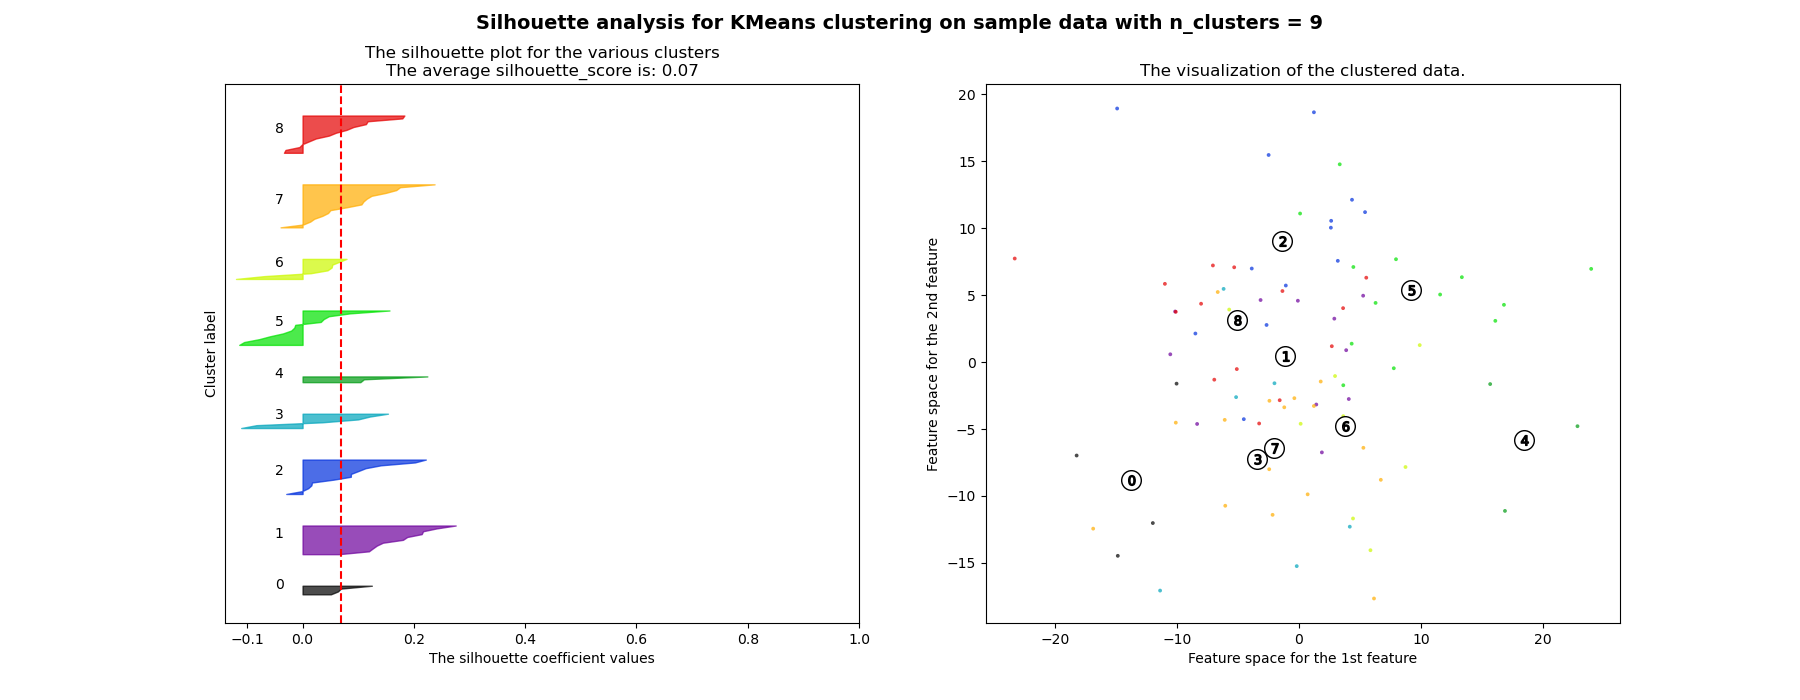 Silhouette analysis for KMeans clustering on sample data with n_clusters = 9
The silhouette plot for the various clusters
The average silhouette_score is: 0.07
8
7
6
5
4
3
2
1
0
Cluster label
−0.1 0.0 0.2 0.4 0.6 0.8 1.0
The silhouette coefficient values
The visualization of the clustered data.
20
15
10
5
0
−5
−10
−15
Feature space for the 2nd feature
2
5
8
1
6
4
7
3
0
−20 −10 0 10 20
Feature space for the 1st feature